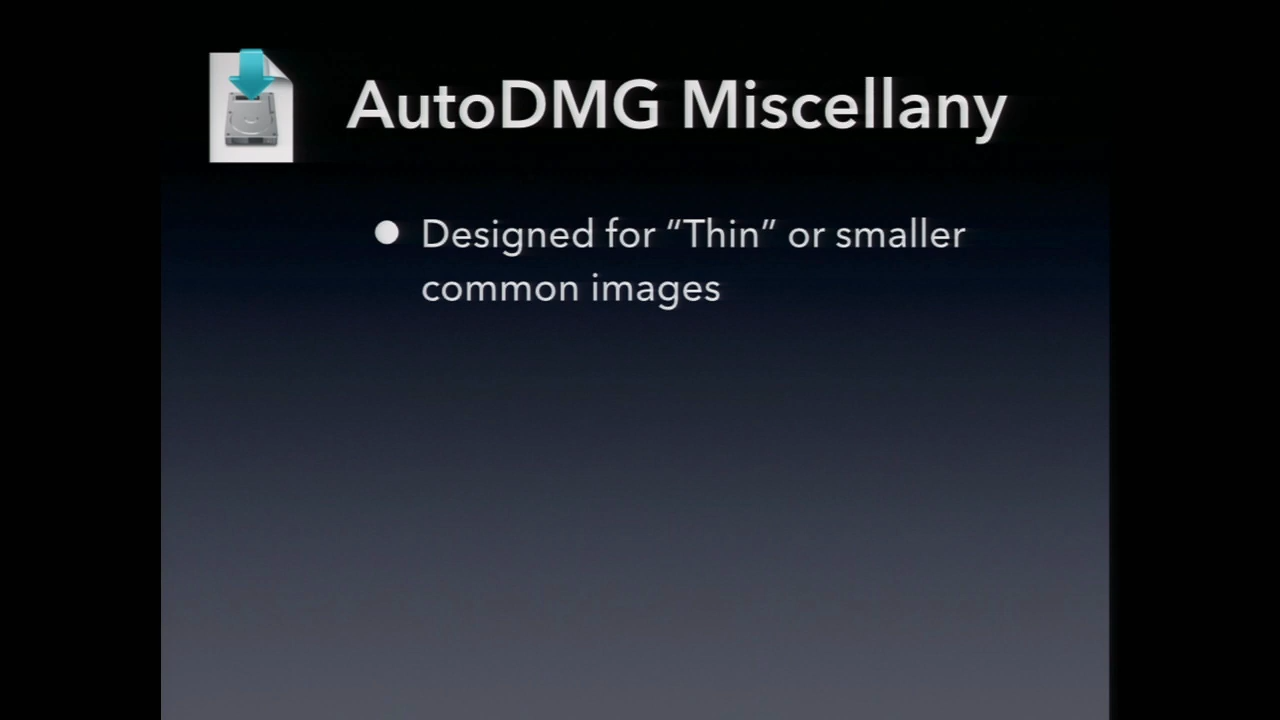 AutoDMG Miscellany
● Designed for “Thin” or smaller
common images